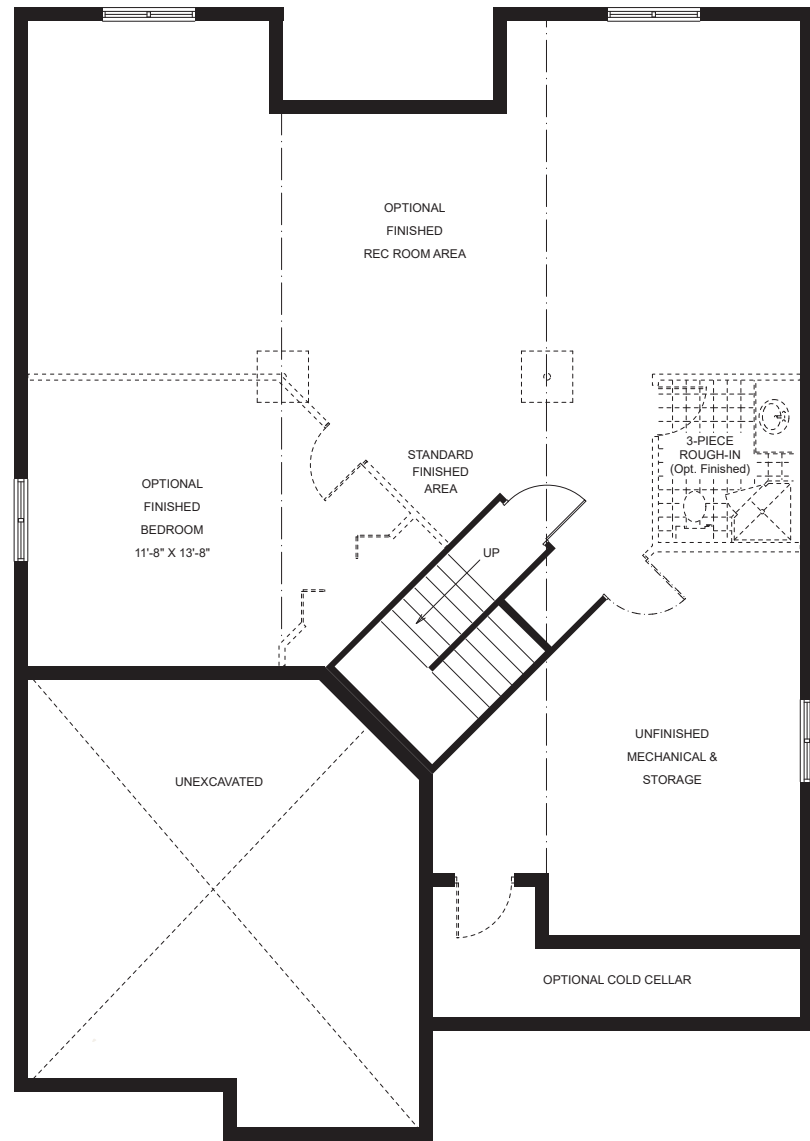 OPTIONAL
FINISHED
REC ROOM AREA
STANDARD
FINISHED
AREA
3-PIECE
ROUGH-IN
(Opt. Finished)
OPTIONAL
FINISHED
BEDROOM
11'-8" X 13'-8"
UP
UNFINISHED
MECHANICAL &
STORAGE
UNEXCAVATED
OPTIONAL COLD CELLAR